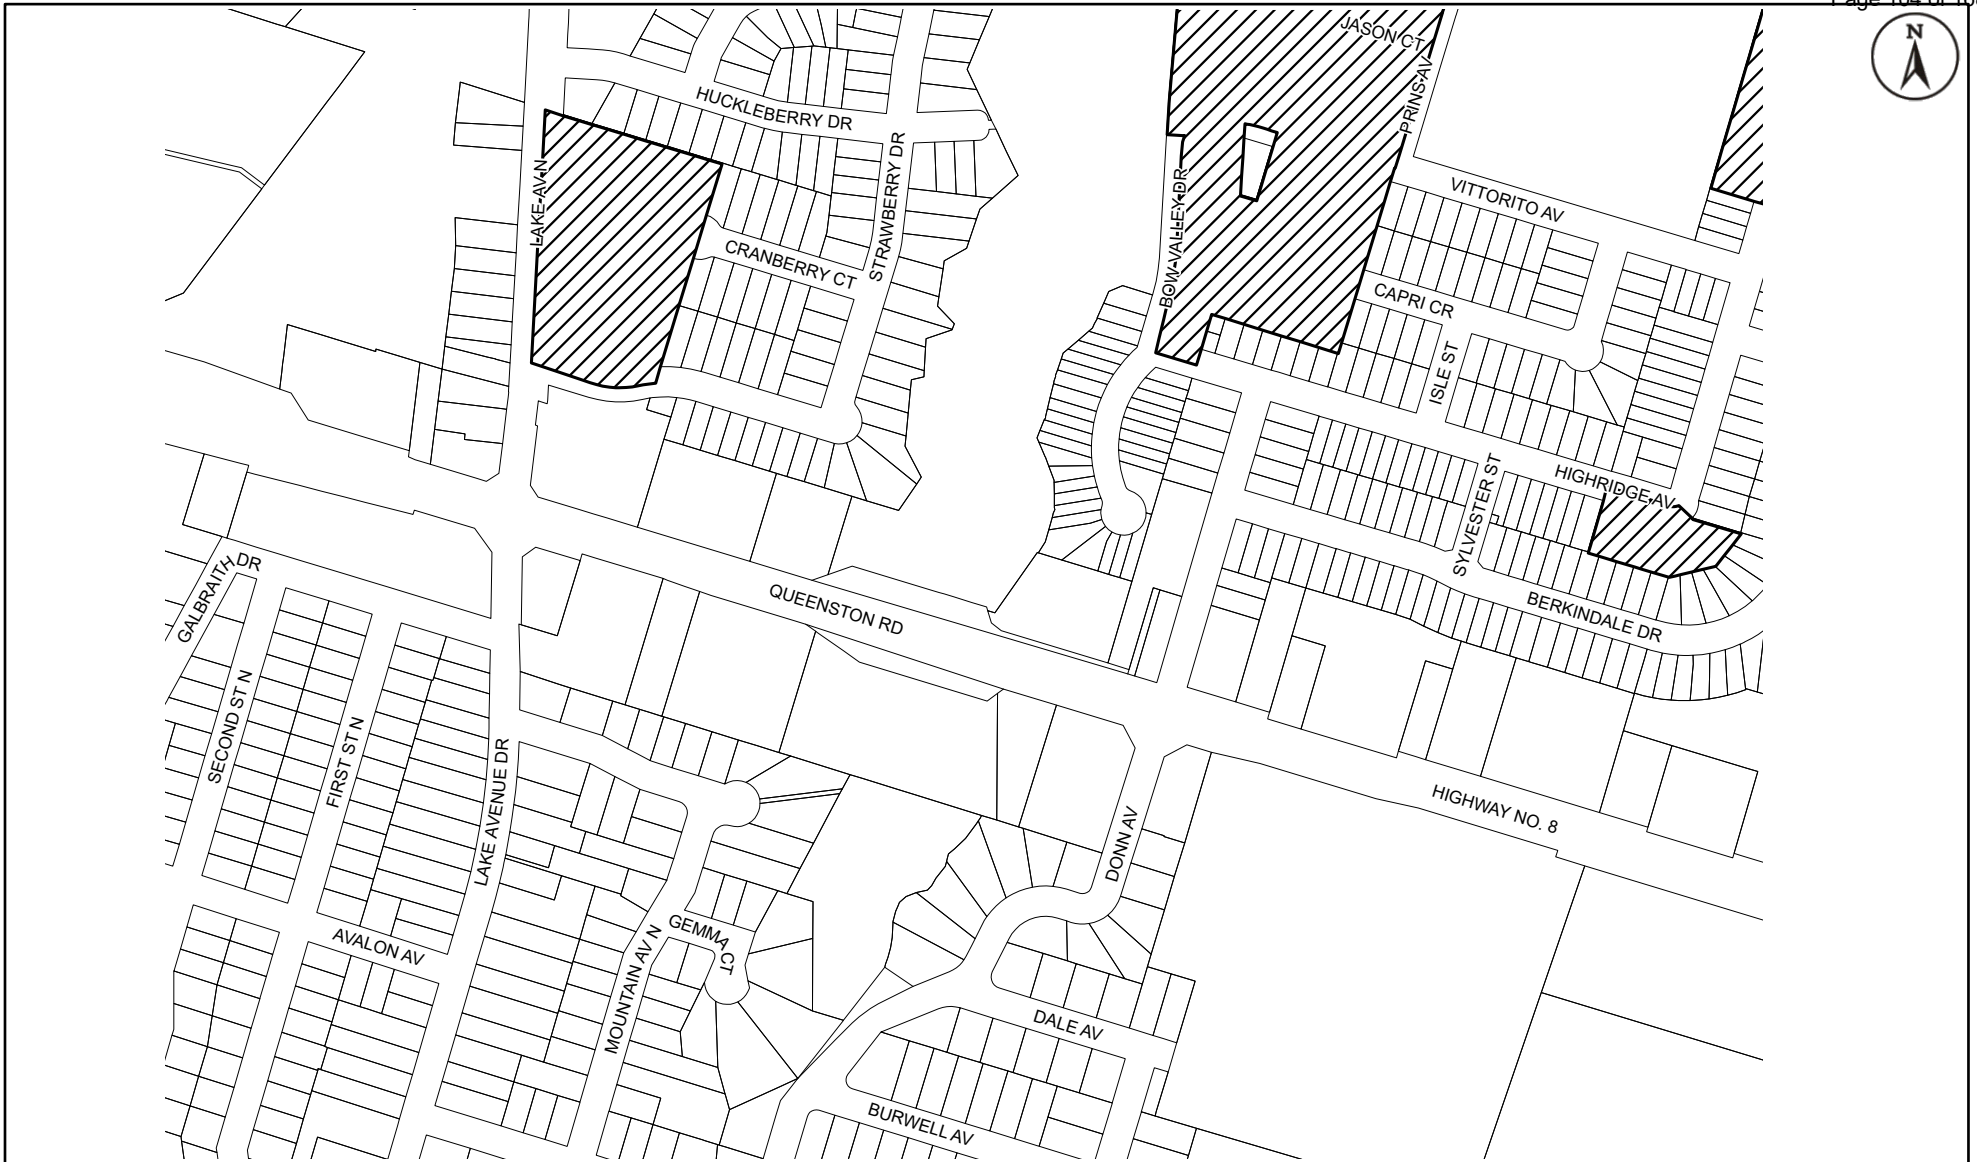 N
JASON CT
PRINS AV
HUCKLEBERRY DR
STRAWBERRY DR
LAKE AV N
BOW VALLEY DR
VITTORITO AV
CRANBERRY CT
CAPRI CR
ISLE ST
HIGHRIDGE AV
SYLVESTER ST
GALBRAITH DR
QUEENSTON RD
BERKINDALE DR
SECOND ST N
FIRST ST N
LAKE AVENUE DR
HIGHWAY NO. 8
DONN AV
GEMMA CT
AVALON AV
MOUNTAIN AV N
DALE AV
BURWELL AV